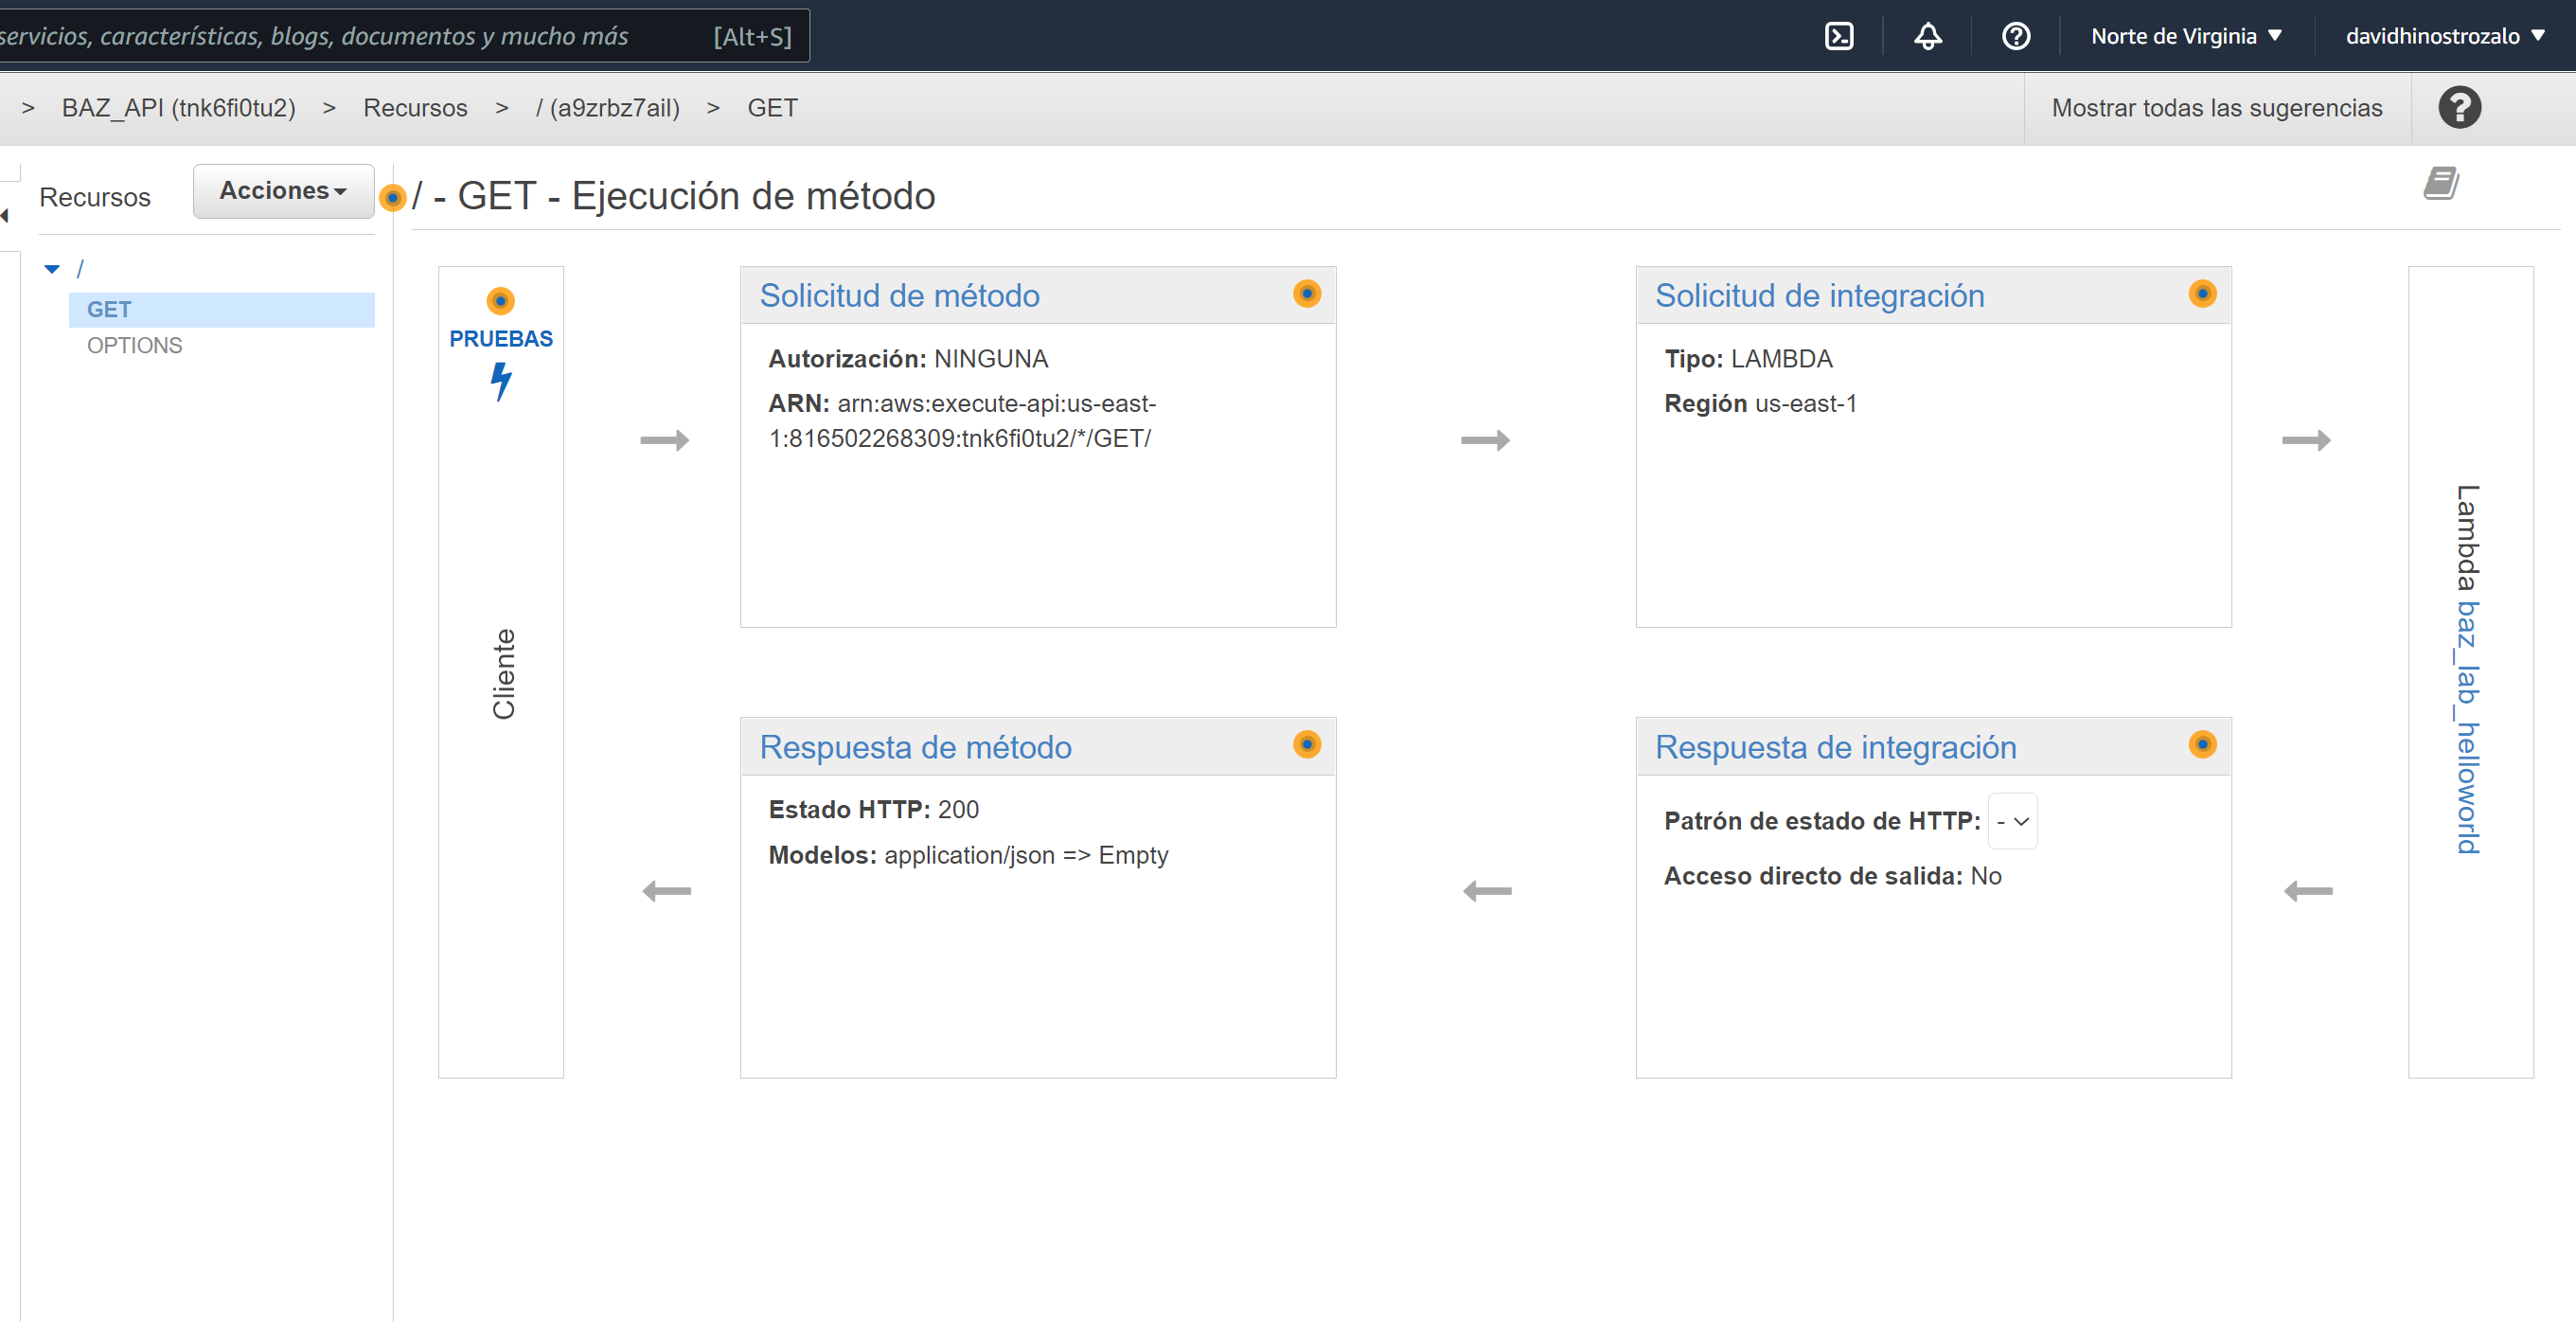 servicios, características, blogs, documentos y mucho más [Alt+S] Norte de Virginia davidhinostrozalo
> BAZ_API (tnk6fi0tu2) > Recursos > / (a9zrbz7ail) > GET Mostrar todas las sugerencias
Recursos Acciones / - GET - Ejecución de método
/
GET
OPTIONS
PRUEBAS
Cliente
Solicitud de método
Autorización: NINGUNA
ARN: arn:aws:execute-api:us-east-
1:816502268309:tnk6fi0tu2/*/GET/
Solicitud de integración
Tipo: LAMBDA
Región us-east-1
Lambda baz_lab_helloworld
Respuesta de método
Estado HTTP: 200
Modelos: application/json => Empty
Respuesta de integración
Patrón de estado de HTTP: -
Acceso directo de salida: No